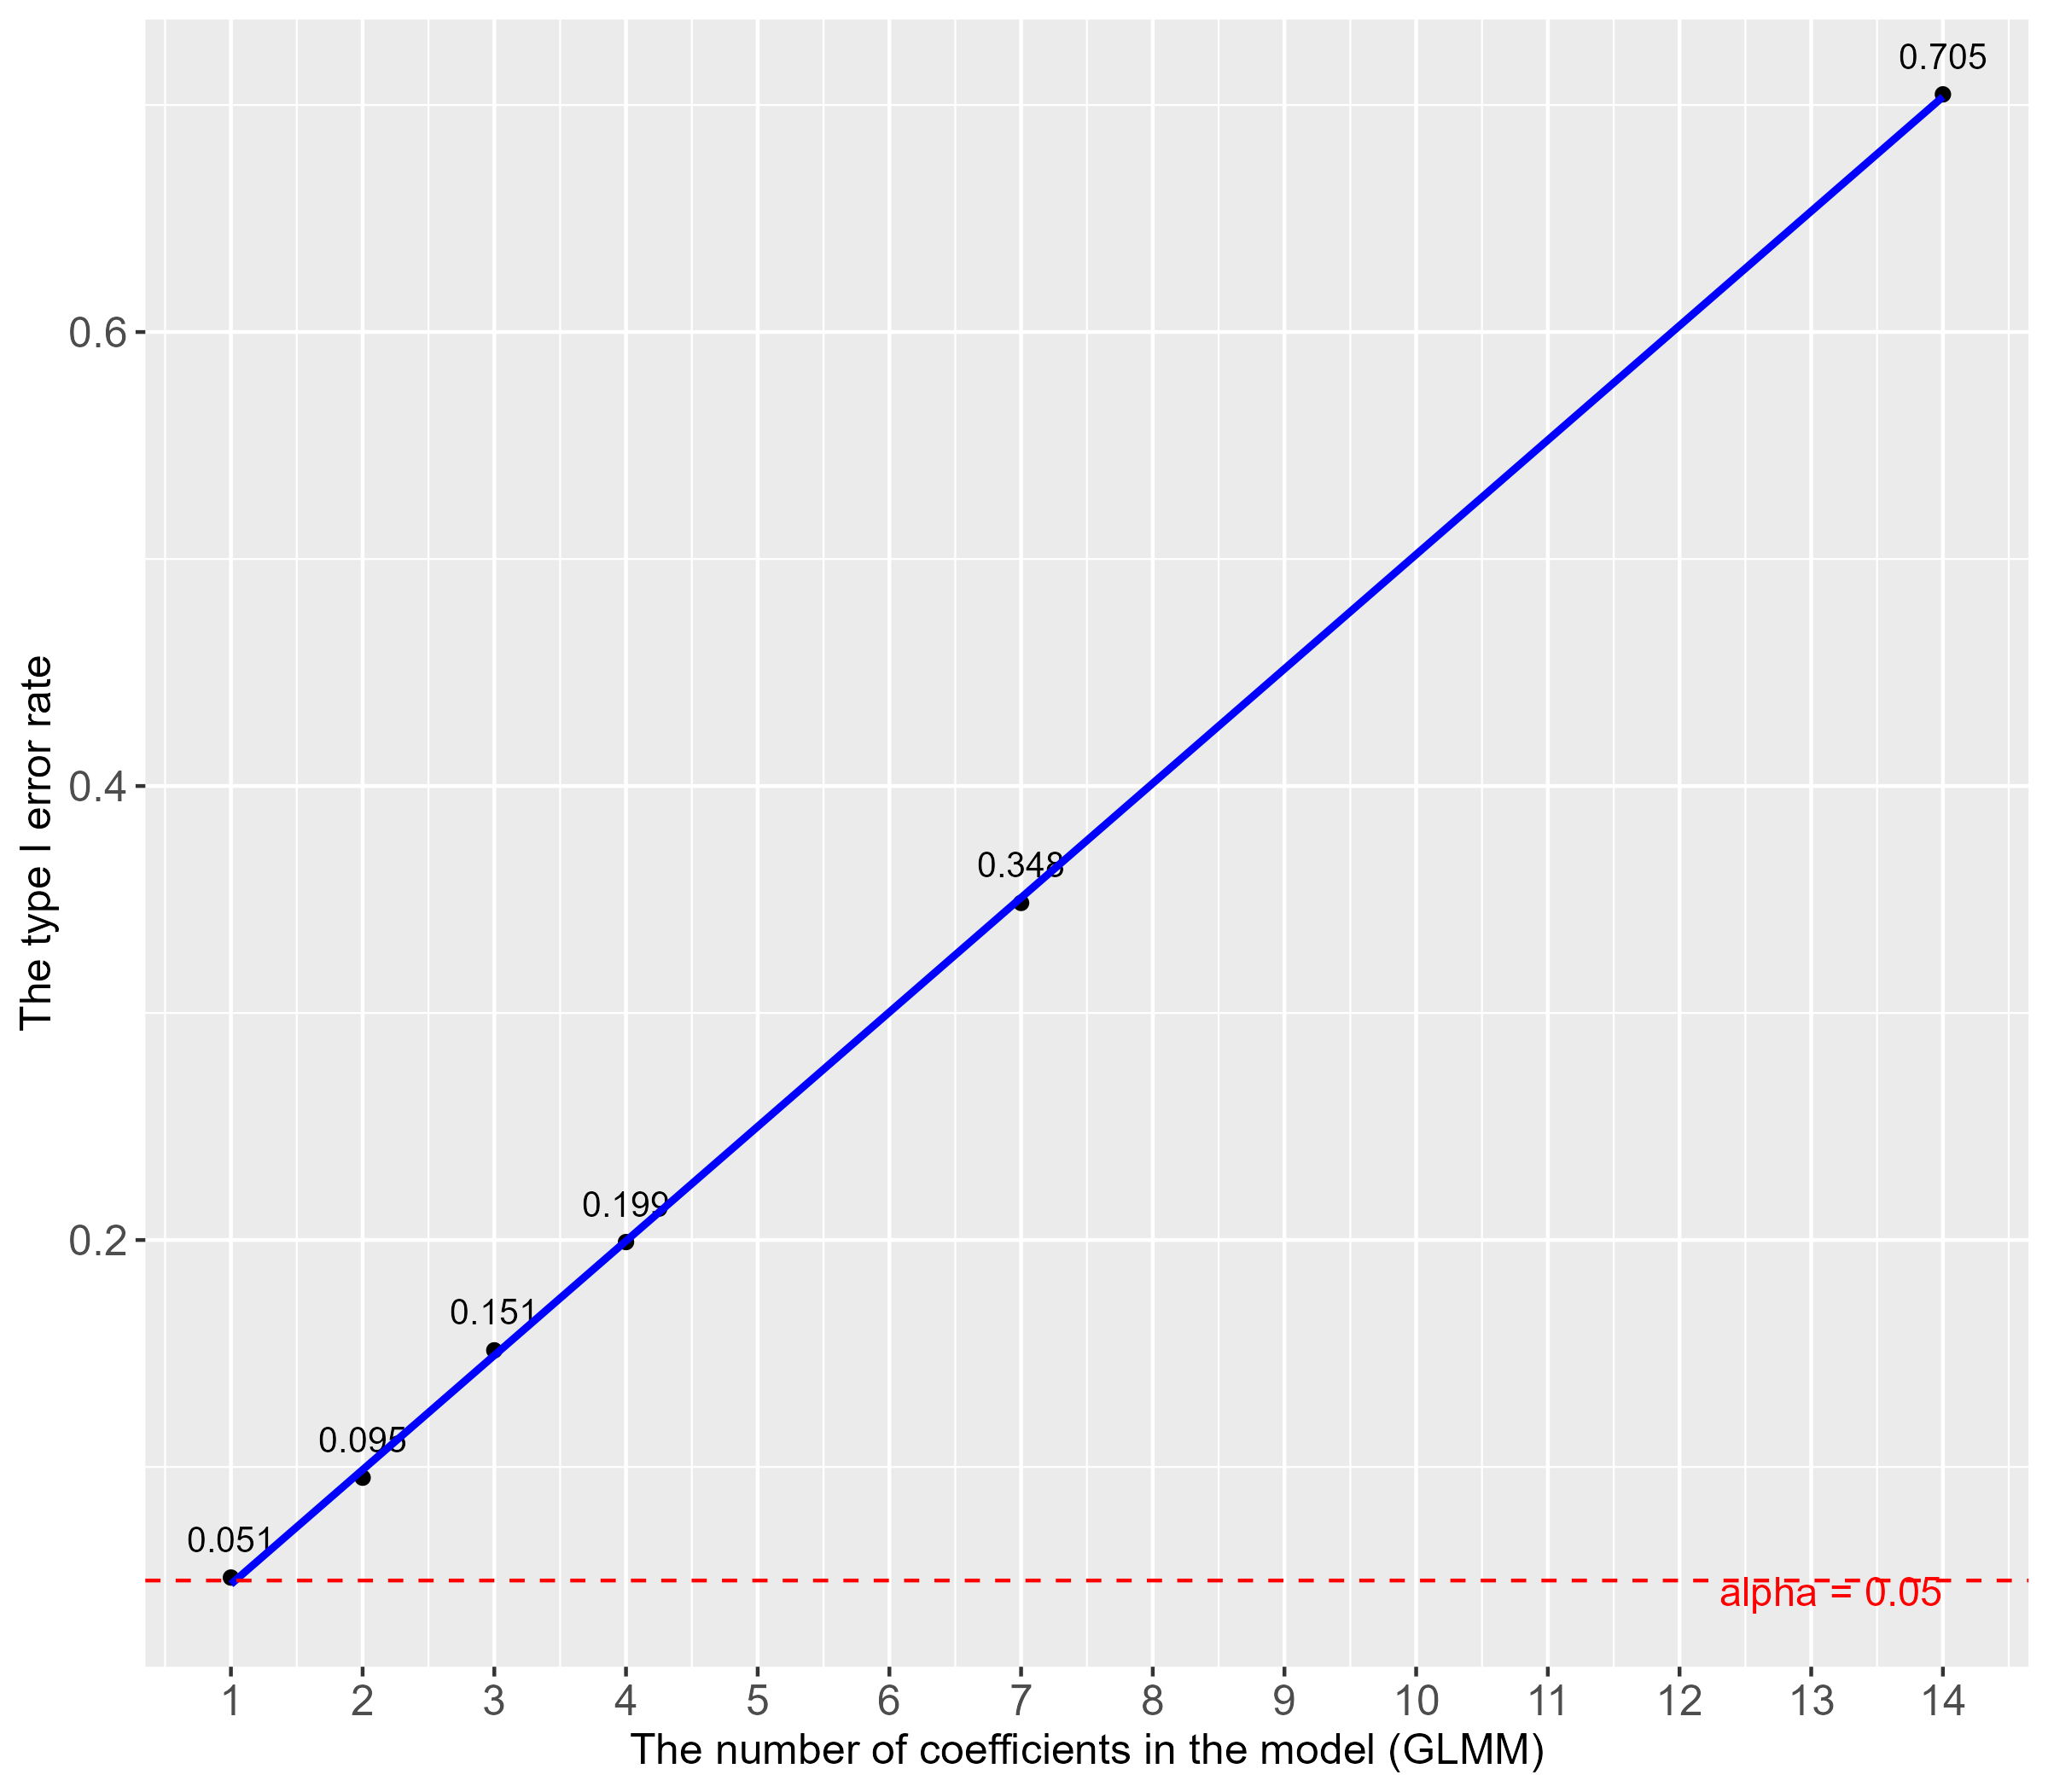 0.705
0.6
The type I error rate
0.4
0.348
0.199
0.2
0.151
0.095
0.051
alpha = 0.05
1 2 3 4 5 6 7 8 9 10 11 12 13 14
The number of coefficients in the model (GLMM)